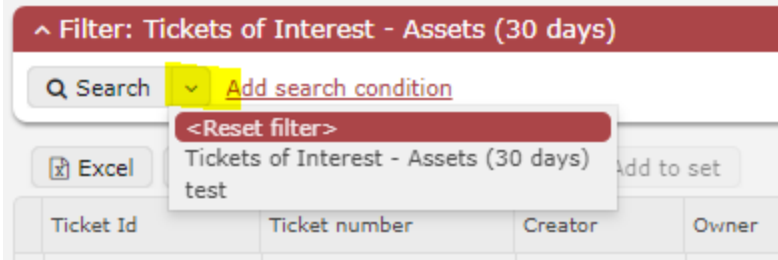 Filter: Tickets of Interest - Assets (30 days)
Search Add search condition
<Reset filter>
Tickets of Interest - Assets (30 days)
test
Excel Add to set
Ticket Id Ticket number Creator Owner